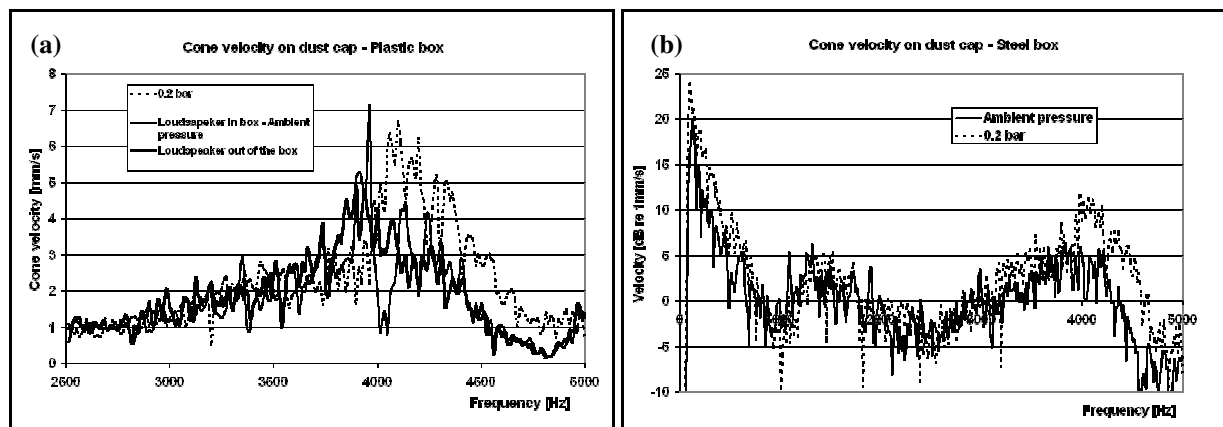 (a)
Cone velocity on dust cap - Plastic box
8
7
6
5
4
3
2
1
0
Cone velocity [mm/s]
0.2 bar
Loudsapeker in box - Ambient
pressure
Loudspeaker out of the box
2500 3000 3500 4000 4500 5000
Frequency [Hz]
(b)
Cone velocity on dust cap - Steel box
25
20
15
10
5
0
-5
-10
Velocity [dB re 1mm/s]
Ambient pressure
0.2 bar
0 4000 5000
Frequency [Hz]